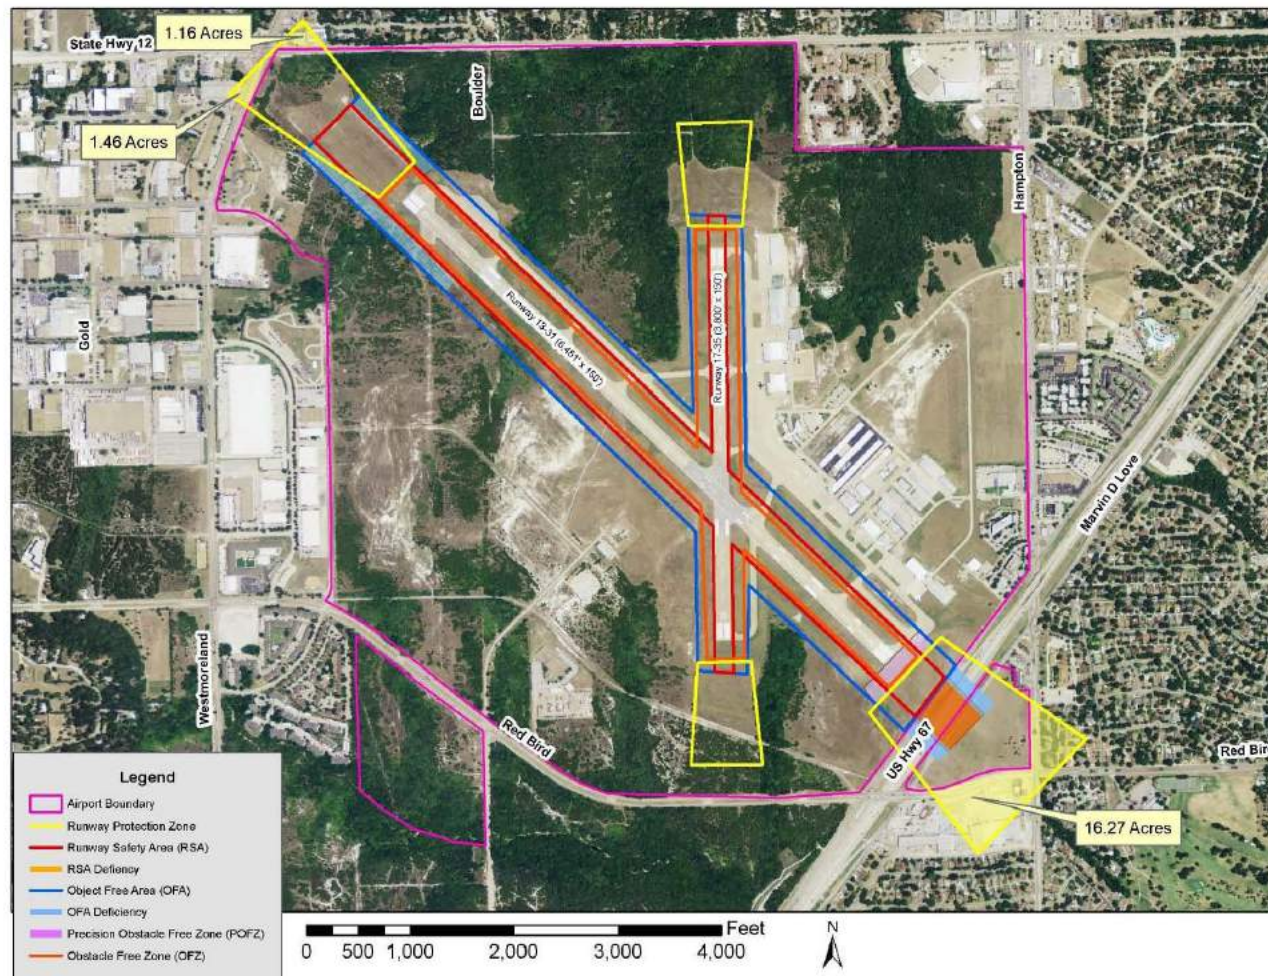 1.16 Acres
State Hwy 12
1.46 Acres
Boulder
Hampton
Gold
Runway 13-31 (6,451' x 150')
Runway 17-35 (3,800' x 150')
Marvin D Love
Westmoreland
Red Bird
US Hwy 67
Red Bir
16.27 Acres
Legend
Airport Boundary
Runway Protection Zone
Runway Safety Area (RSA)
RSA Defiency
Object Free Area (OFA)
OFA Deficiency
Precision Obstacle Free Zone (POFZ)
Obstacle Free Zone (OFZ)
Feet
0 500 1,000 2,000 3,000 4,000
N